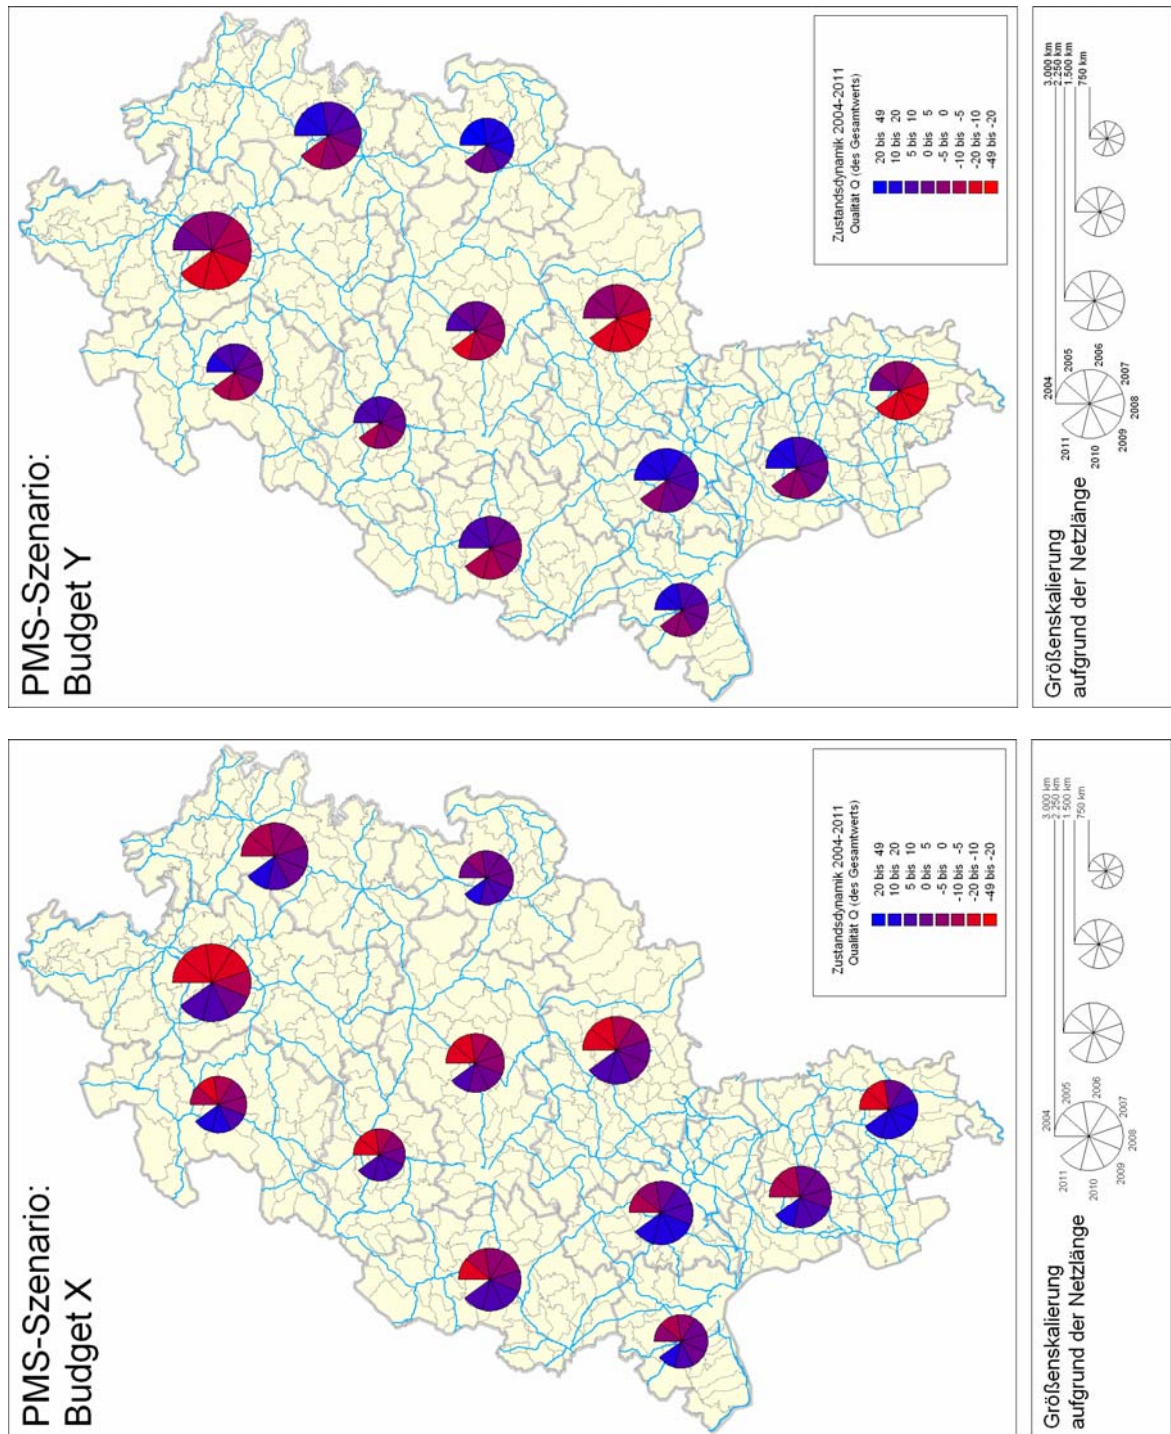 PMS-Szenario:
Budget Y
Zustandsdynamik 2004-2011
Qualität Q (des Gesamtwerts)
20 bis 49
10 bis 20
5 bis 10
0 bis 5
-5 bis 0
-10 bis -5
-20 bis -10
-49 bis -20
Größenskalierung
aufgrund der Netzlänge
2004
2005
2006
2007
2008
2009
2010
2011
3.000 km
2.250 km
1.500 km
750 km
PMS-Szenario:
Budget X
Zustandsdynamik 2004-2011
Qualität Q (des Gesamtwerts)
20 bis 49
10 bis 20
5 bis 10
0 bis 5
-5 bis 0
-10 bis -5
-20 bis -10
-49 bis -20
Größenskalierung
aufgrund der Netzlänge
2004
2005
2006
2007
2008
2009
2010
2011
3.000 km
2.250 km
1.500 km
750 km